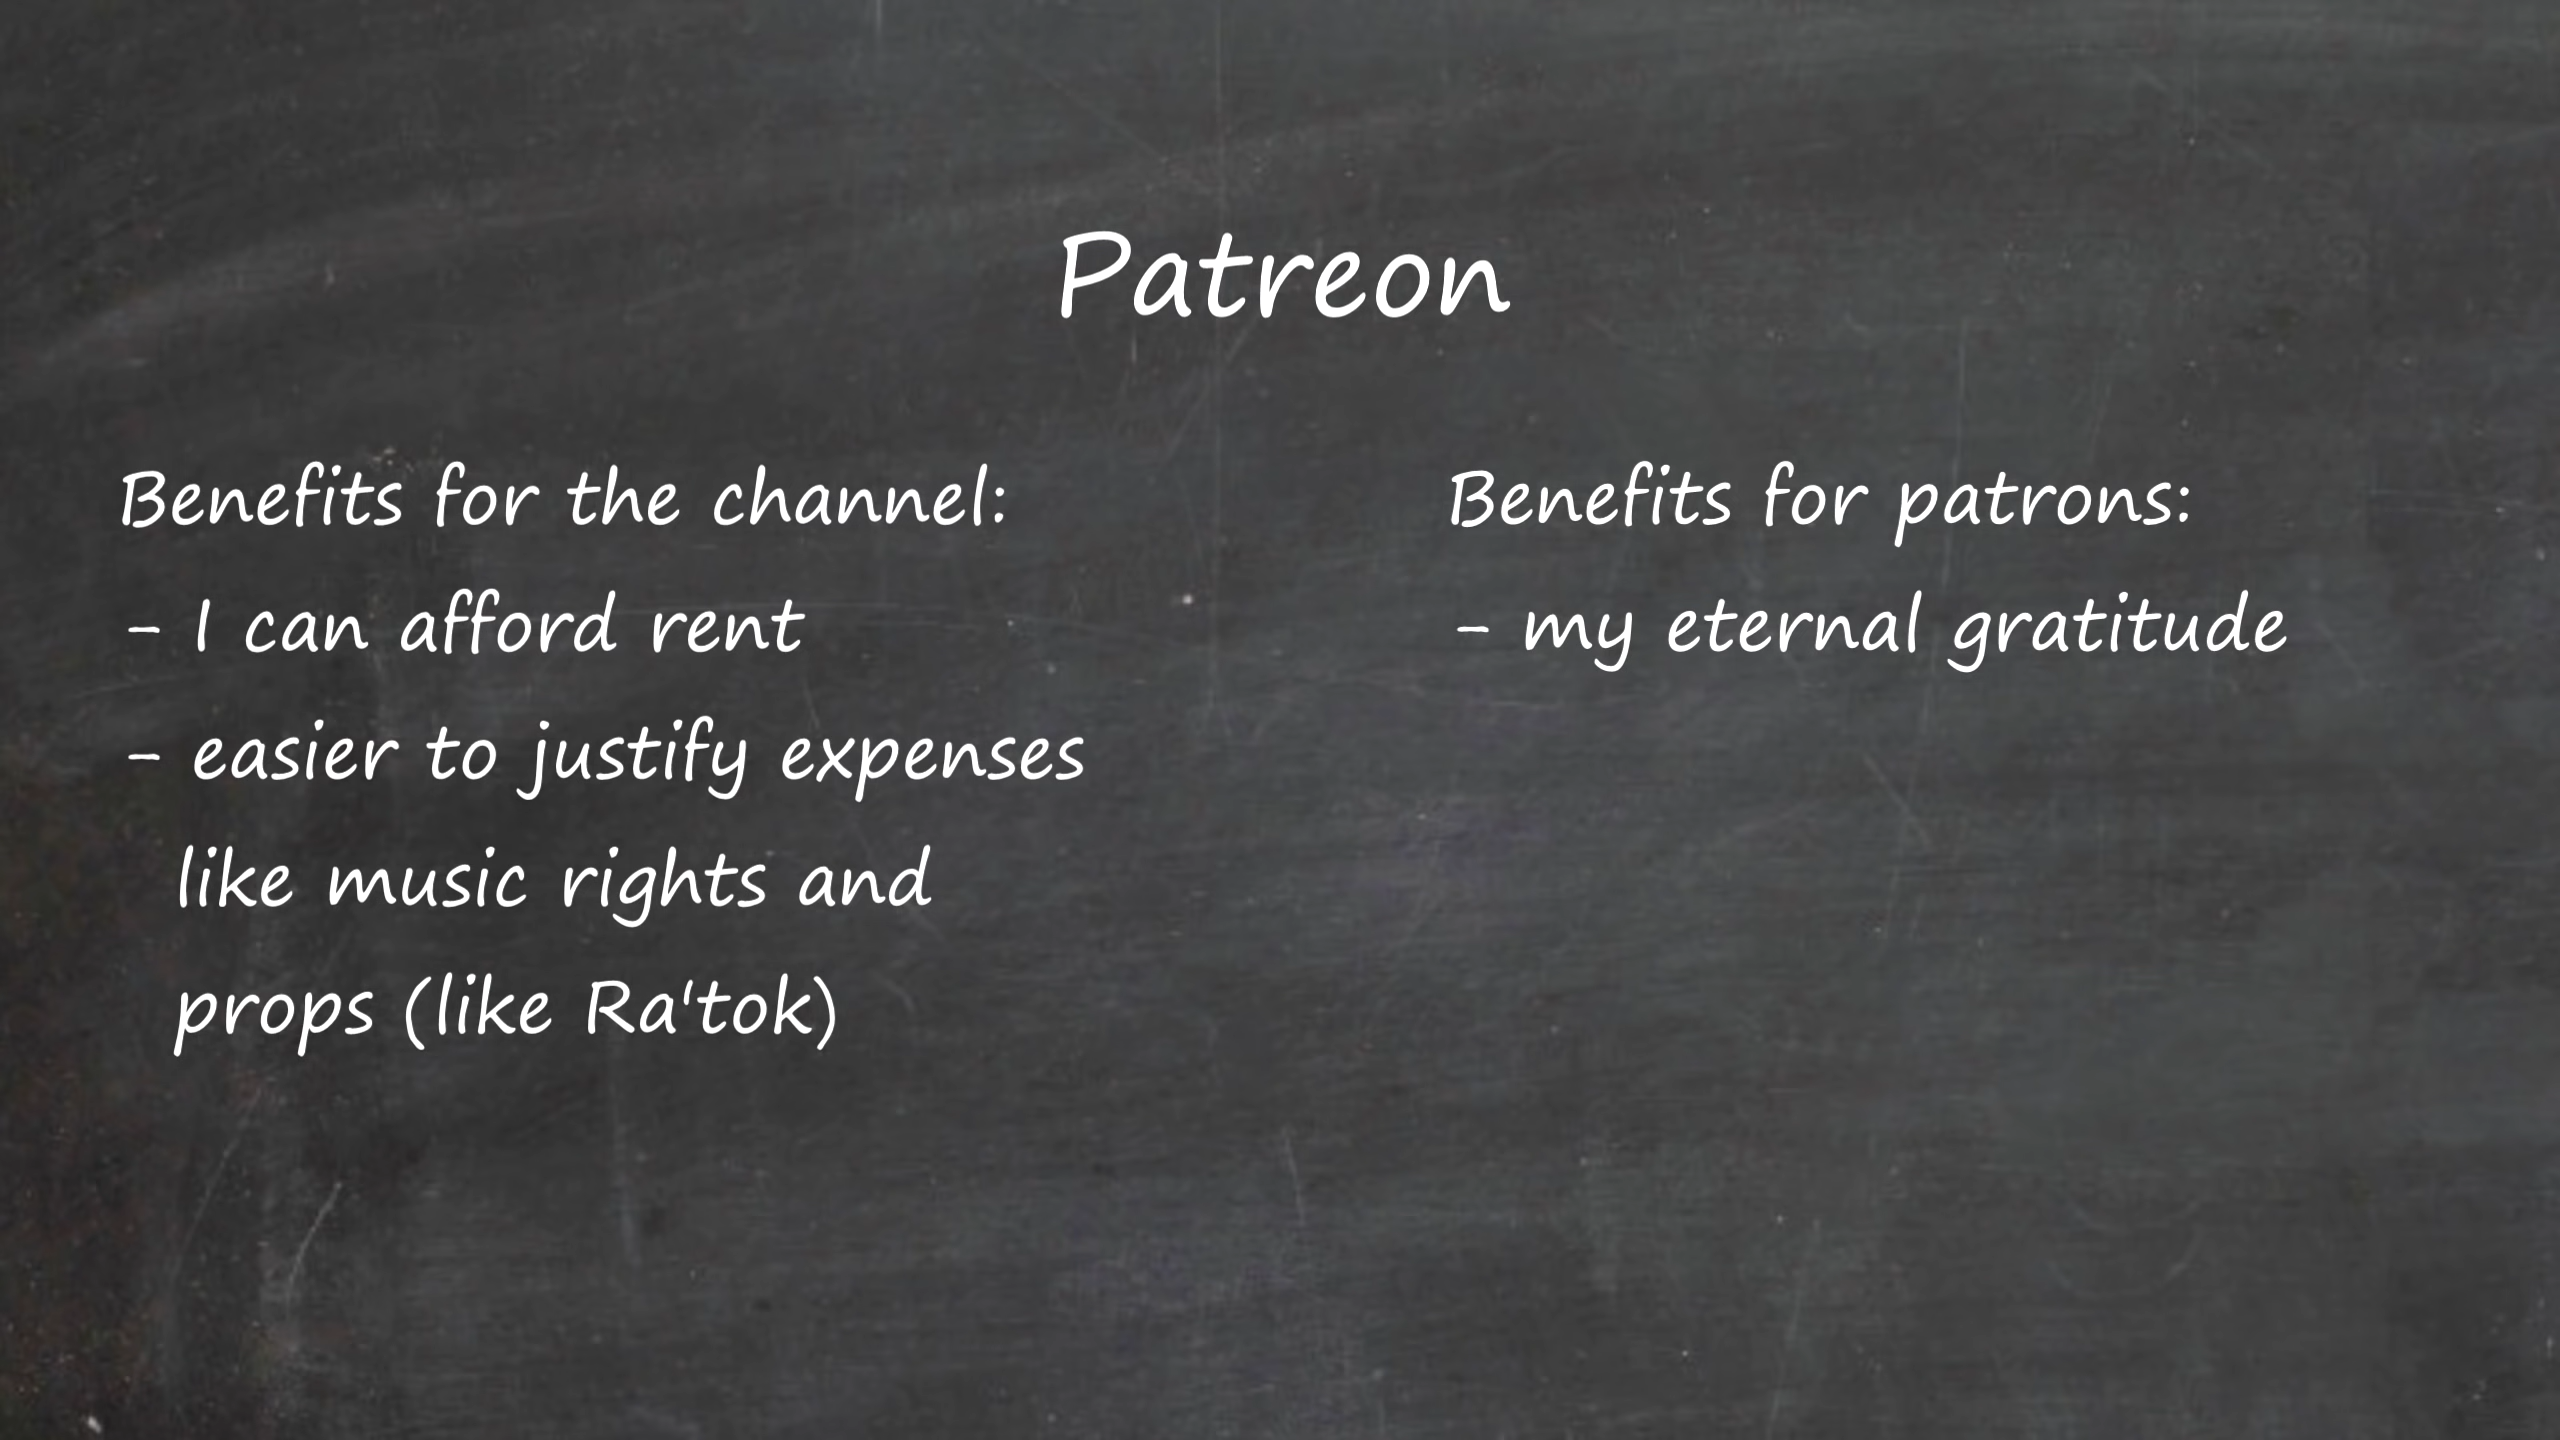 Patreon
Benefits for the channel:
- I can afford rent
- easier to justify expenses
like music rights and
props (like Ra'tok)
Benefits for patrons:
- my eternal gratitude